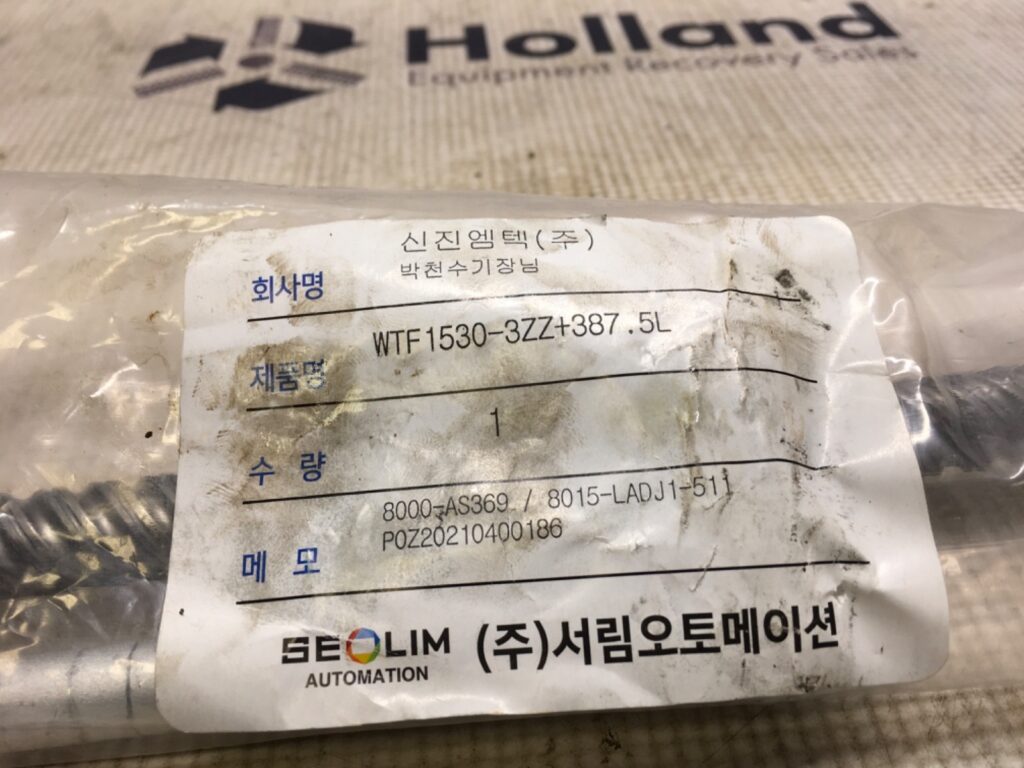 Holland
Equipment Recovery Sales
신진엠텍(주)
박천수기장님
회사명
WTF1530-3ZZ+387.5L
제품명
1
수 량
8000-AS369 / 8015-LADJ1-511
POZ20210400186
메 모
SEOLIM
AUTOMATION
(주)서림오토메이션